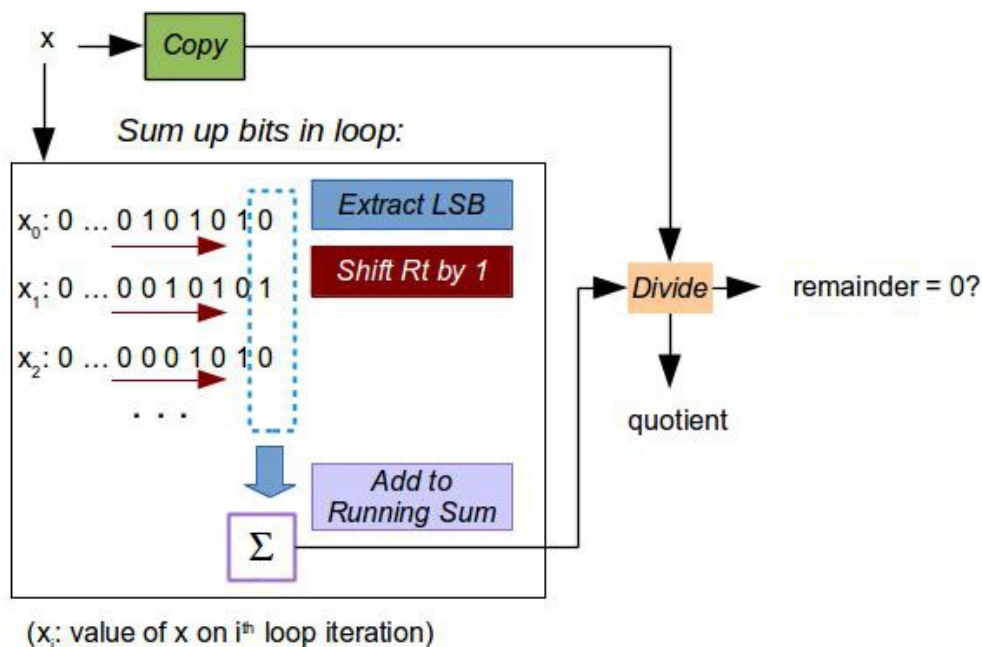 x
Copy
Sum up bits in loop:
x₀: 0 ... 0 1 0 1 0 1 0
Extract LSB
Shift Rt by 1
x₁: 0 ... 0 0 1 0 1 0 1
Divide
remainder = 0?
x₂: 0 ... 0 0 0 1 0 1 0
. . .
quotient
Add to
Running Sum
Σ
(xᵢ: value of x on iᵗʰ loop iteration)